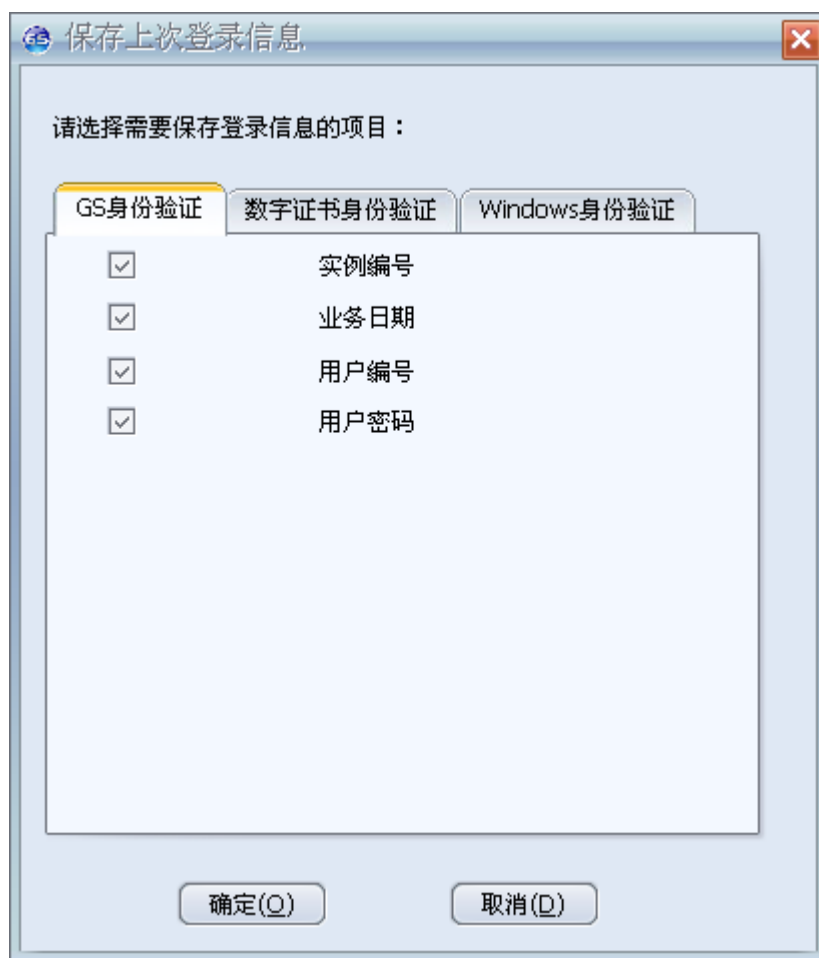 GS 保存上次登录信息
请选择需要保存登录信息的项目：
GS身份验证 数字证书身份验证 Windows身份验证
实例编号
业务日期
用户编号
用户密码
确定(O) 取消(D)